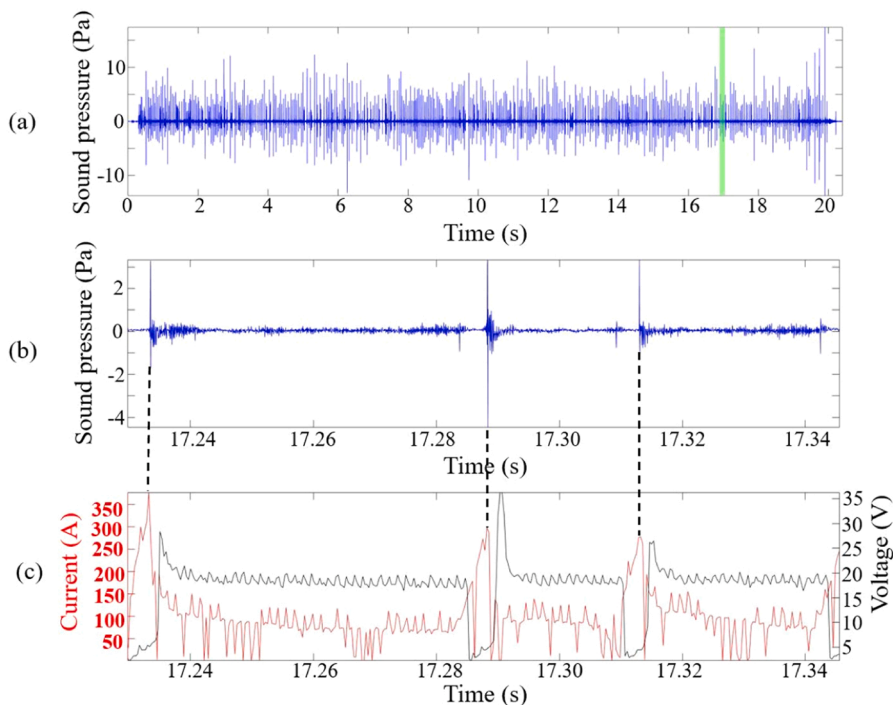 (a)
Sound pressure (Pa)
10
0
-10
0 2 4 6 8 10 12 14 16 18 20
Time (s)
(b)
Sound pressure (Pa)
2
0
-2
-4
17.24 17.26 17.28 17.30 17.32 17.34
Time (s)
(c)
Current (A)
350
300
250
200
150
100
50
35
30
25
20
15
10
5
Voltage (V)
17.24 17.26 17.28 17.30 17.32 17.34
Time (s)